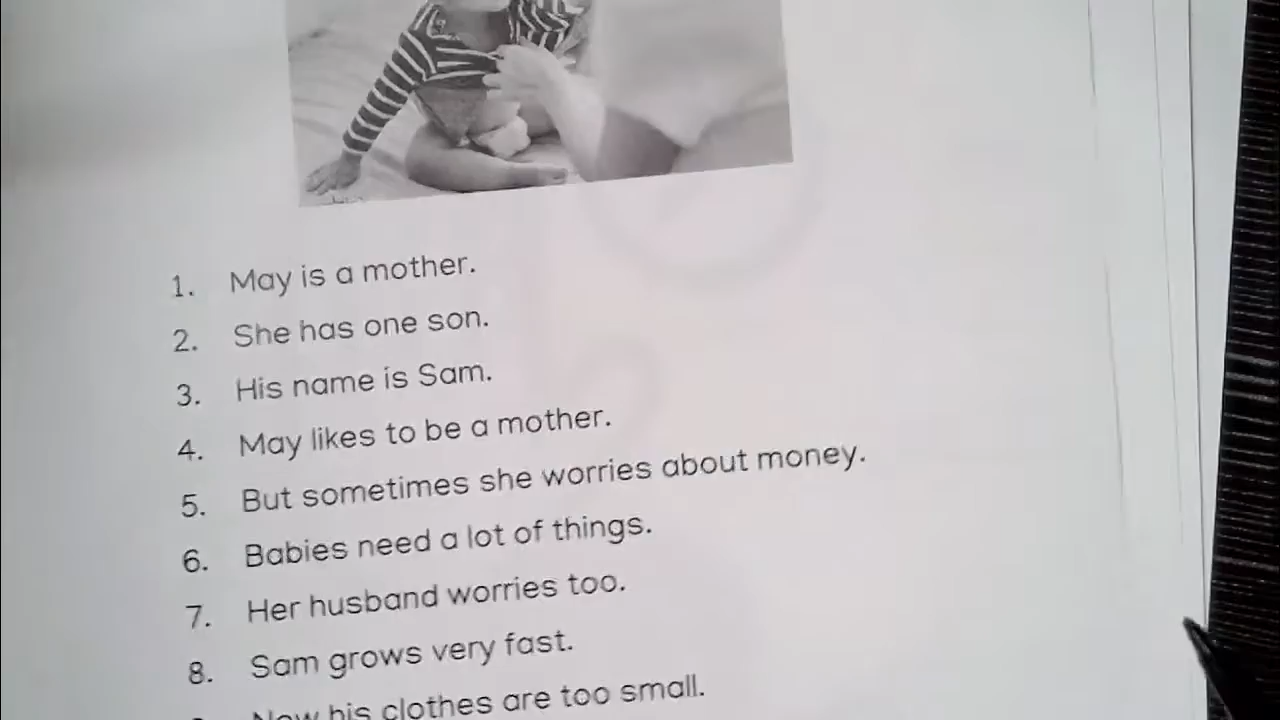 1. May is a mother.
2. She has one son.
3. His name is Sam.
4. May likes to be a mother.
5. But sometimes she worries about money.
6. Babies need a lot of things.
7. Her husband worries too.
8. Sam grows very fast.
Now his clothes are too small.